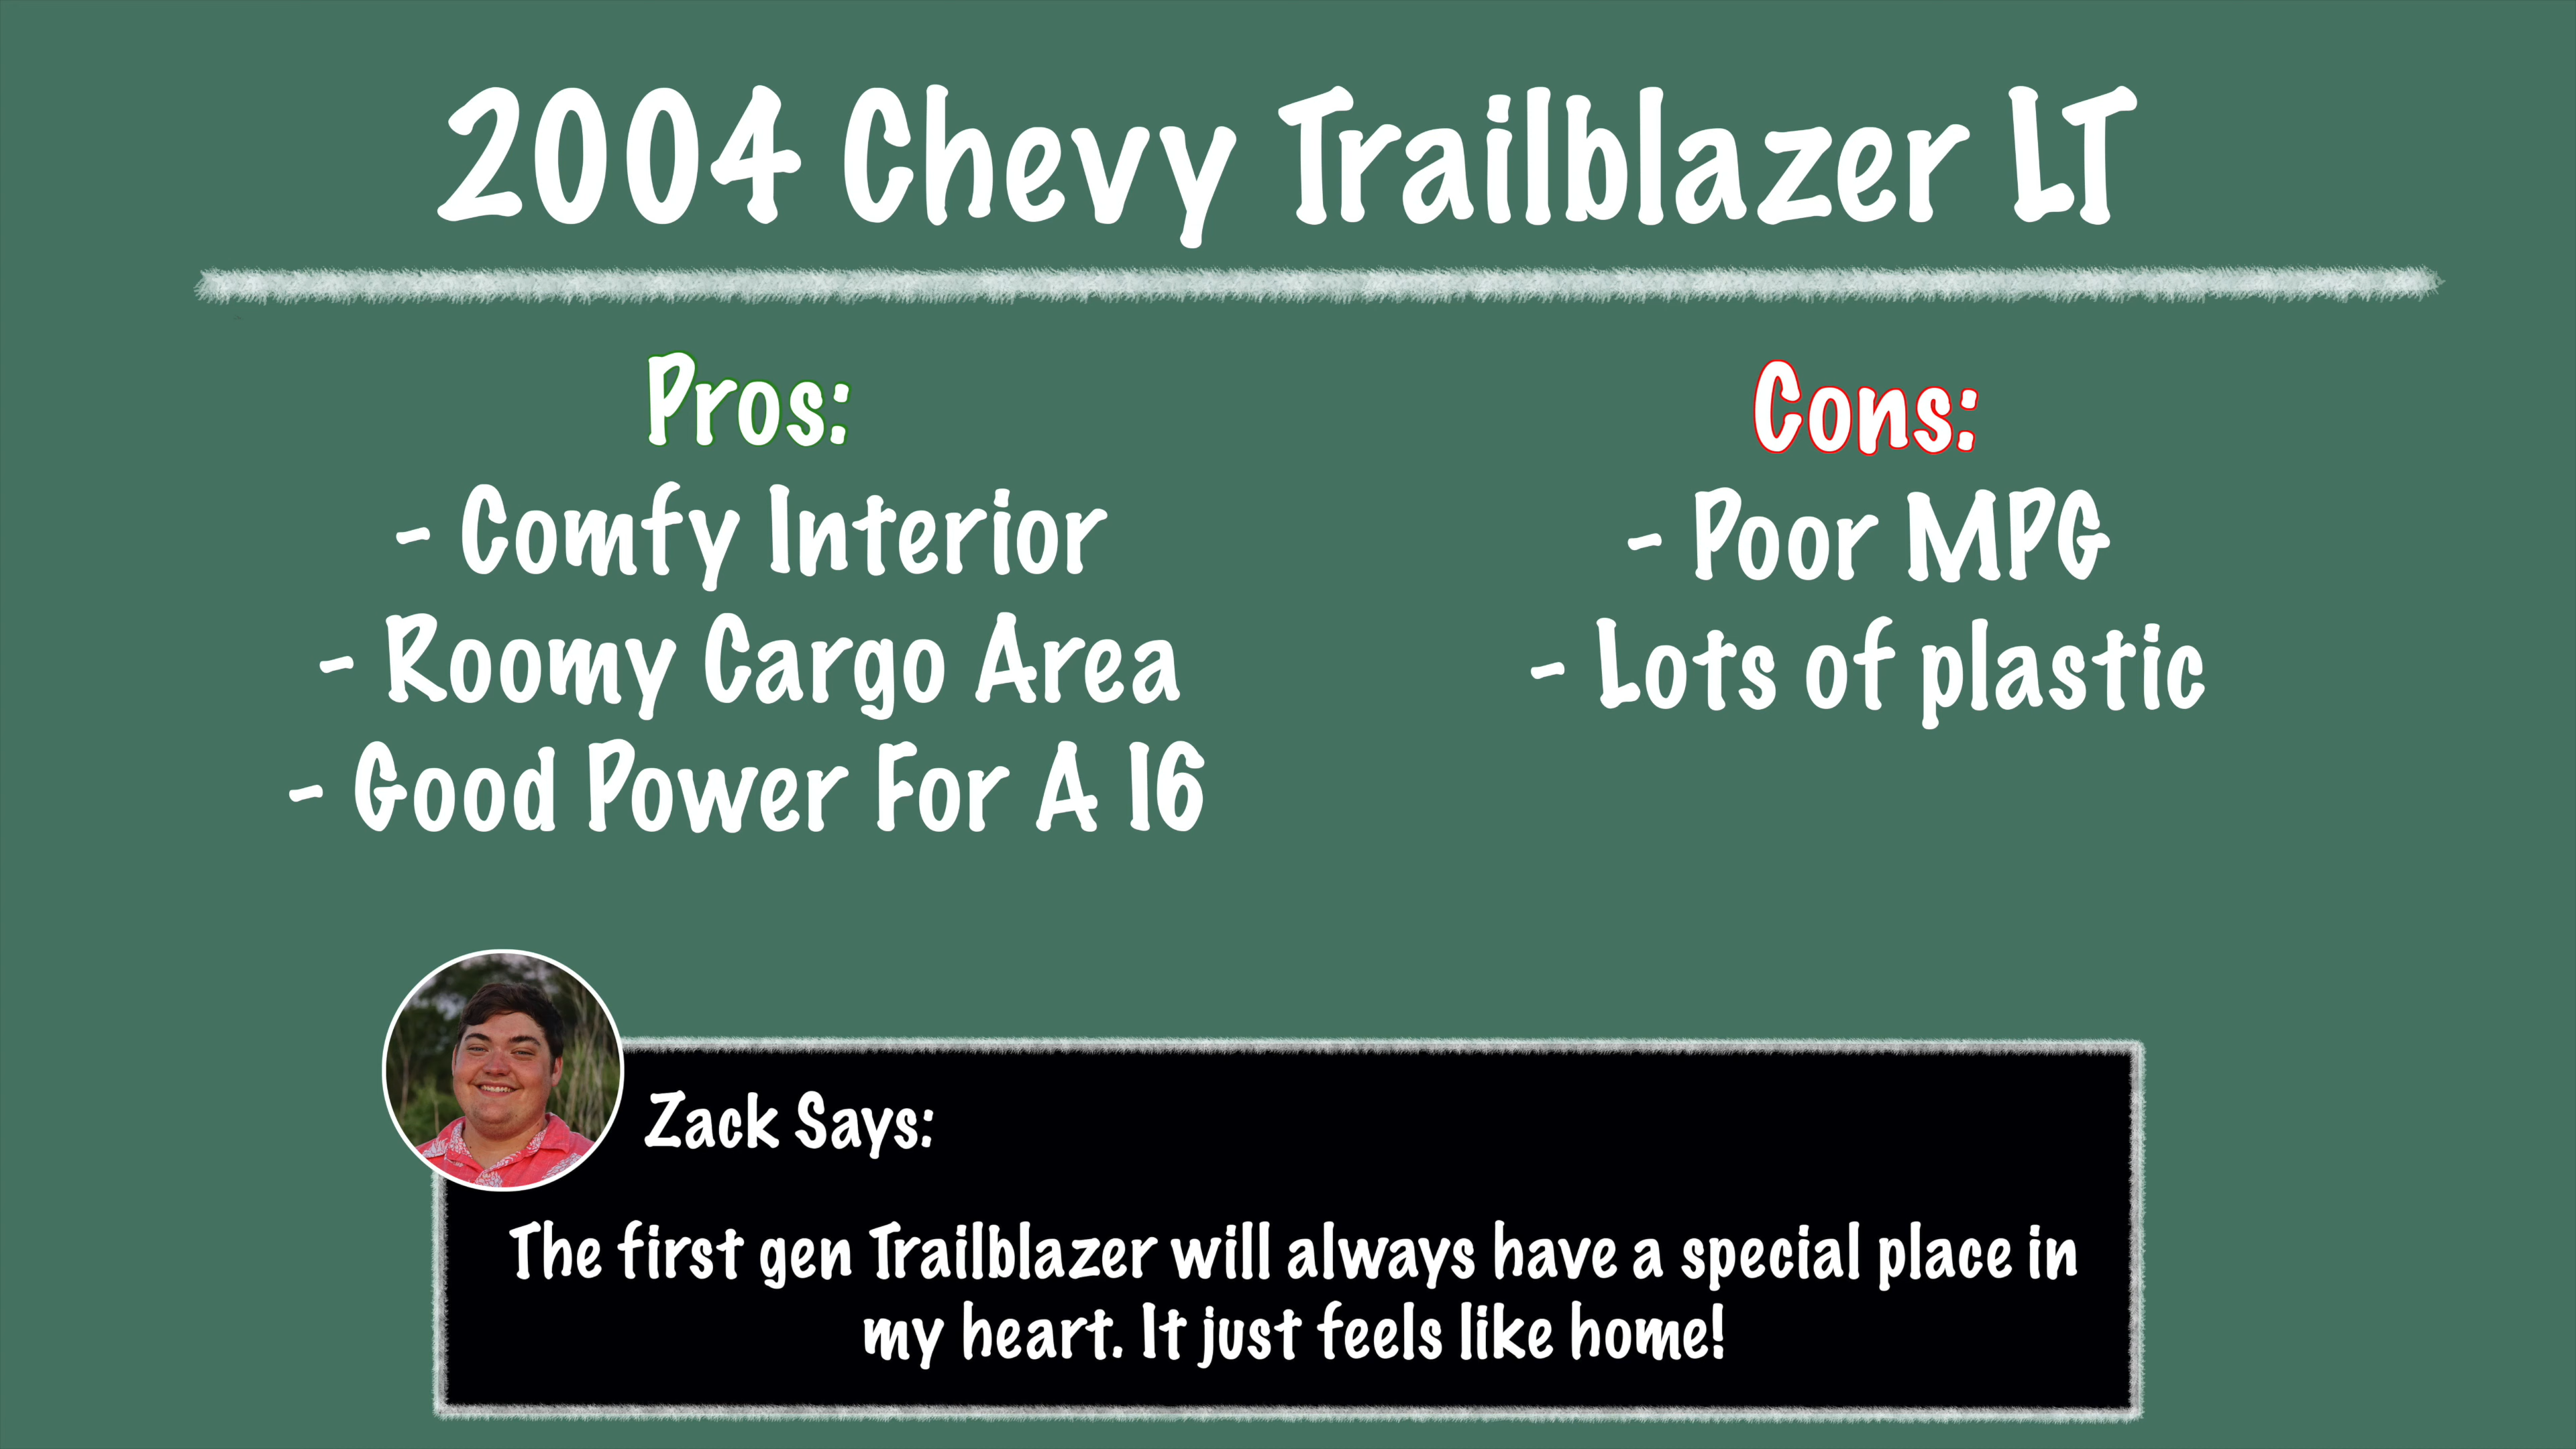 2004 Chevy Trailblazer LT
Pros:
- Comfy Interior
- Roomy Cargo Area
- Good Power For A I6
Cons:
- Poor MPG
- Lots of plastic
Zack Says:
The first gen Trailblazer will always have a special place in
my heart. It just feels like home!